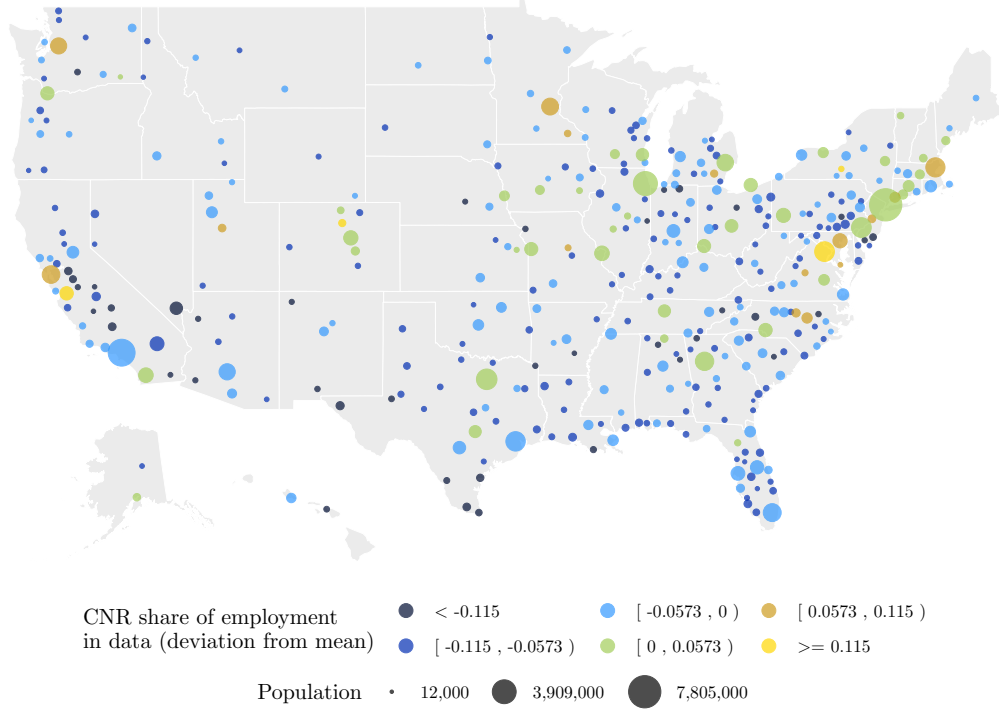 CNR share of employment
in data (deviation from mean)
< -0.115
[ -0.0573 , 0 )
[ 0.0573 , 0.115 )
[ -0.115 , -0.0573 )
[ 0 , 0.0573 )
>= 0.115
Population
12,000
3,909,000
7,805,000